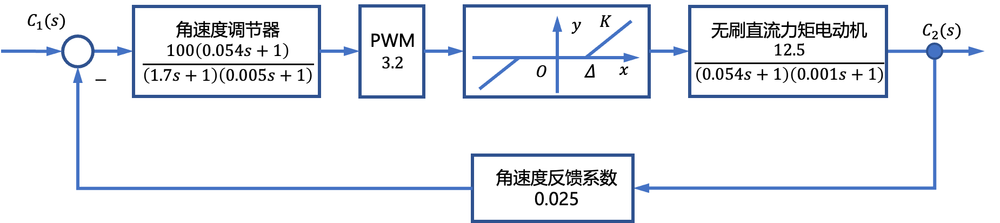 C₁(s)
−
角速度调节器
100(0.054s + 1)
(1.7s + 1)(0.005s + 1)
PWM
3.2
y
K
O
Δ
x
无刷直流力矩电动机
12.5
(0.054s + 1)(0.001s + 1)
C₂(s)
角速度反馈系数
0.025